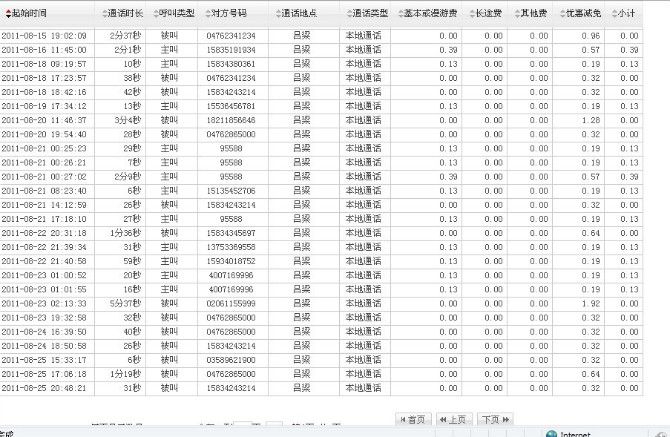 起始时间 通话时长 呼叫类型 对方号码 通话地点 通话类型 基本或漫游费 长途费 其他费 优惠减免 小计
2011-08-15 19:02:09 2分37秒 被叫 04762341234 吕梁 本地通话 0.00 0.00 0.00 0.96 0.00
2011-08-16 11:45:00 2分1秒 主叫 15835191934 吕梁 本地通话 0.39 0.00 0.00 0.57 0.39
2011-08-18 09:19:57 10秒 主叫 15834380361 吕梁 本地通话 0.13 0.00 0.00 0.19 0.13
2011-08-18 17:23:57 38秒 被叫 04762341234 吕梁 本地通话 0.00 0.00 0.00 0.32 0.00
2011-08-18 18:42:16 42秒 被叫 15834243214 吕梁 本地通话 0.00 0.00 0.00 0.32 0.00
2011-08-19 17:34:12 13秒 主叫 15536456781 吕梁 本地通话 0.13 0.00 0.00 0.19 0.13
2011-08-20 11:46:37 3分4秒 被叫 18211856646 吕梁 本地通话 0.00 0.00 0.00 1.28 0.00
2011-08-20 19:54:40 28秒 被叫 04762865000 吕梁 本地通话 0.00 0.00 0.00 0.32 0.00
2011-08-21 00:25:23 29秒 主叫 95588 吕梁 本地通话 0.13 0.00 0.00 0.19 0.13
2011-08-21 00:26:21 7秒 主叫 95588 吕梁 本地通话 0.13 0.00 0.00 0.19 0.13
2011-08-21 00:27:02 2分9秒 主叫 95588 吕梁 本地通话 0.39 0.00 0.00 0.57 0.39
2011-08-21 08:23:40 6秒 主叫 15135452706 吕梁 本地通话 0.13 0.00 0.00 0.19 0.13
2011-08-21 14:12:59 26秒 被叫 15834243214 吕梁 本地通话 0.00 0.00 0.00 0.32 0.00
2011-08-21 17:18:10 27秒 主叫 95588 吕梁 本地通话 0.13 0.00 0.00 0.19 0.13
2011-08-22 20:31:18 1分36秒 被叫 15834345697 吕梁 本地通话 0.00 0.00 0.00 0.64 0.00
2011-08-22 21:39:34 31秒 主叫 13753369558 吕梁 本地通话 0.13 0.00 0.00 0.19 0.13
2011-08-22 21:40:58 59秒 主叫 15934018752 吕梁 本地通话 0.13 0.00 0.00 0.19 0.13
2011-08-23 01:00:52 20秒 主叫 4007169996 吕梁 本地通话 0.13 0.00 0.00 0.19 0.13
2011-08-23 01:01:55 16秒 主叫 4007169996 吕梁 本地通话 0.13 0.00 0.00 0.19 0.13
2011-08-23 02:13:33 5分37秒 被叫 02061155999 吕梁 本地通话 0.00 0.00 0.00 1.92 0.00
2011-08-23 19:58:59 32秒 被叫 04762865000 吕梁 本地通话 0.00 0.00 0.00 0.32 0.00
2011-08-24 16:39:50 40秒 被叫 04762865000 吕梁 本地通话 0.00 0.00 0.00 0.32 0.00
2011-08-24 18:50:58 26秒 被叫 15834243214 吕梁 本地通话 0.00 0.00 0.00 0.32 0.00
2011-08-25 15:33:17 6秒 被叫 03589621900 吕梁 本地通话 0.00 0.00 0.00 0.32 0.00
2011-08-25 17:06:18 1分19秒 被叫 04762865000 吕梁 本地通话 0.00 0.00 0.00 0.64 0.00
2011-08-25 20:48:21 31秒 被叫 15834243214 吕梁 本地通话 0.00 0.00 0.00 0.32 0.00
首页 上页 下页
Internet